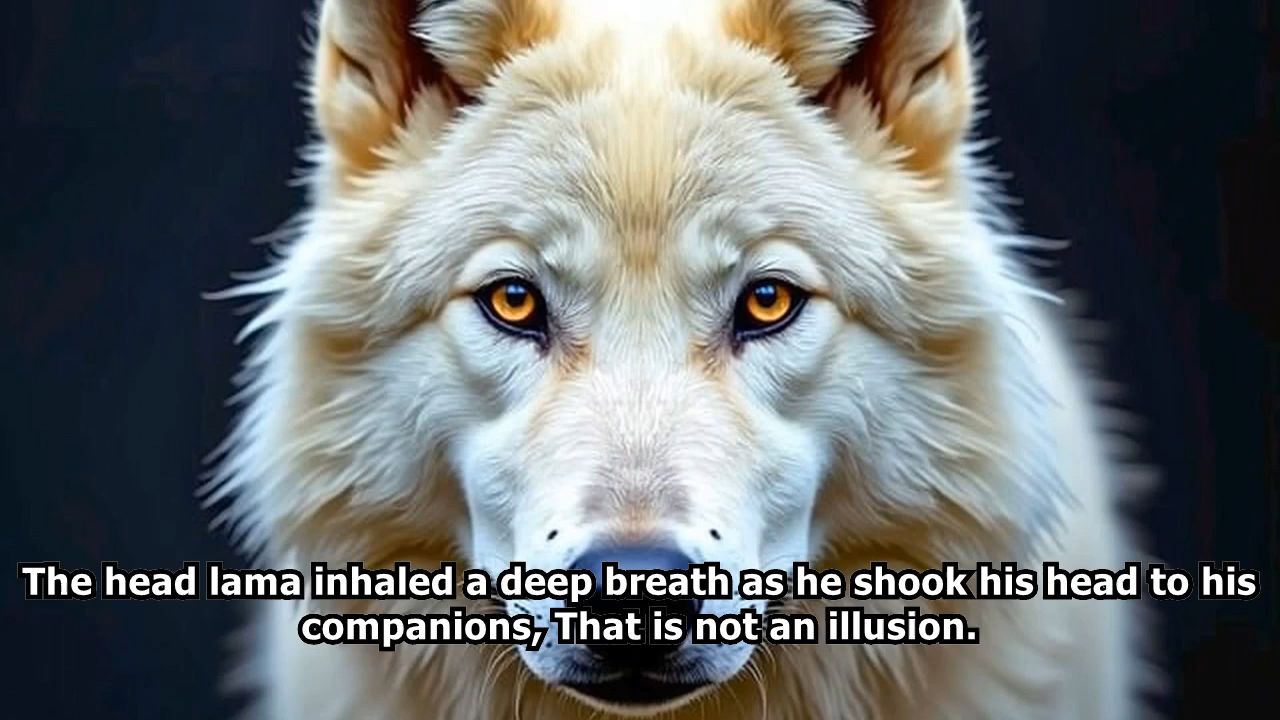 The head lama inhaled a deep breath as he shook his head to his
companions, That is not an illusion.